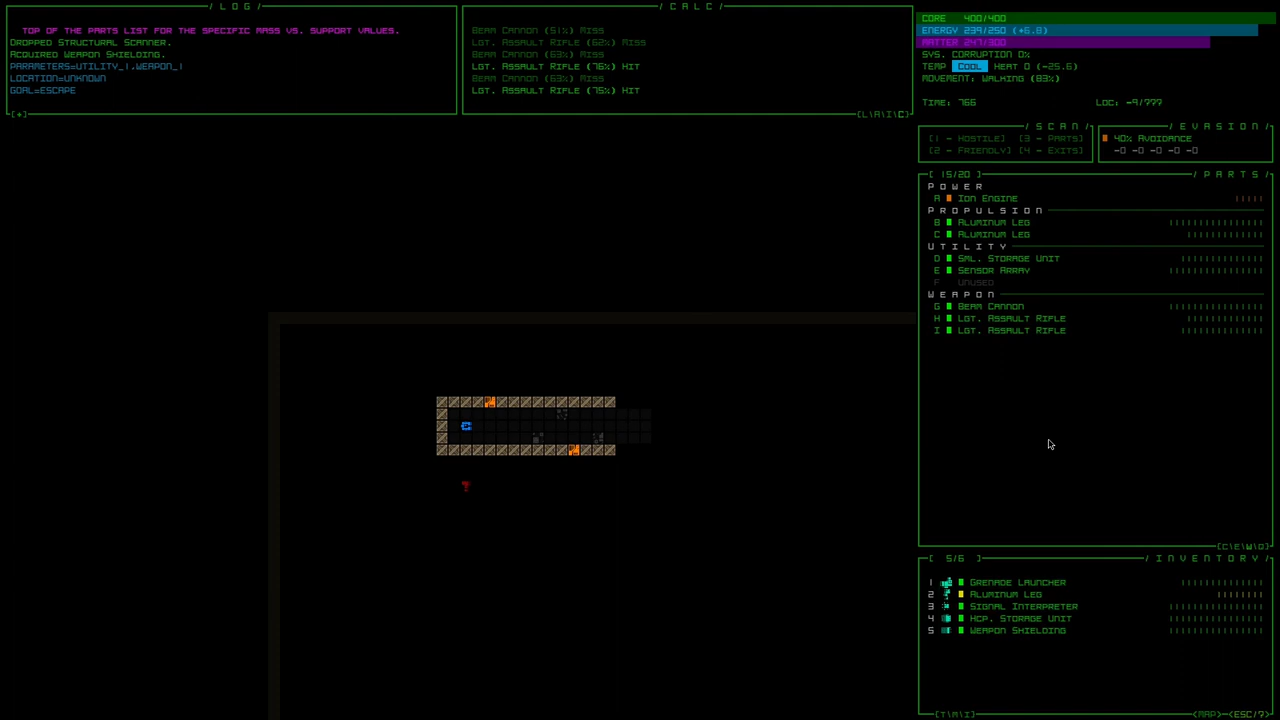 / LOG /
TOP OF THE PARTS LIST FOR THE SPECIFIC MASS VS. SUPPORT VALUES.
DROPPED STRUCTURAL SCANNER.
ACQUIRED WEAPON SHIELDING.
PARAMETERS=UTILITY_1.WEAPON_1
LOCATION=UNKNOWN
GOAL=ESCAPE
[+]
/ CALC /
BEAM CANNON (51%) MISS
LGT. ASSAULT RIFLE (62%) MISS
LGT. ASSAULT RIFLE (76%) HIT
BEAM CANNON (63%) MISS
LGT. ASSAULT RIFLE (75%) HIT
[L\A\I\C]
CORE 400/400
ENERGY 239/250 (+6.8)
MATTER 247/300
SYS. CORRUPTION 0%
TEMP COOL HEAT 0 (-25.6)
MOVEMENT: WALKING (83%)
TIME: 766 LOC: -9/???
/ SCAN /
[1 - HOSTILE] [3 - PARTS]
[2 - FRIENDLY] [4 - EXITS]
/ EVASION /
40% AVOIDANCE
-0 -0 -0 -0 -0
[ 15/20 ] / PARTS /
POWER
A ION ENGINE
PROPULSION
B ALUMINUM LEG
C ALUMINUM LEG
UTILITY
D SML. STORAGE UNIT
E SENSOR ARRAY
F UNUSED
WEAPON
G BEAM CANNON
H LGT. ASSAULT RIFLE
I LGT. ASSAULT RIFLE
[C\E\W\Q]
[ 5/6 ] / INVENTORY /
1 GRENADE LAUNCHER
2 ALUMINUM LEG
3 SIGNAL INTERPRETER
4 HCP. STORAGE UNIT
5 WEAPON SHIELDING
[T\M\I] <MAP>-<ESC/?>
?